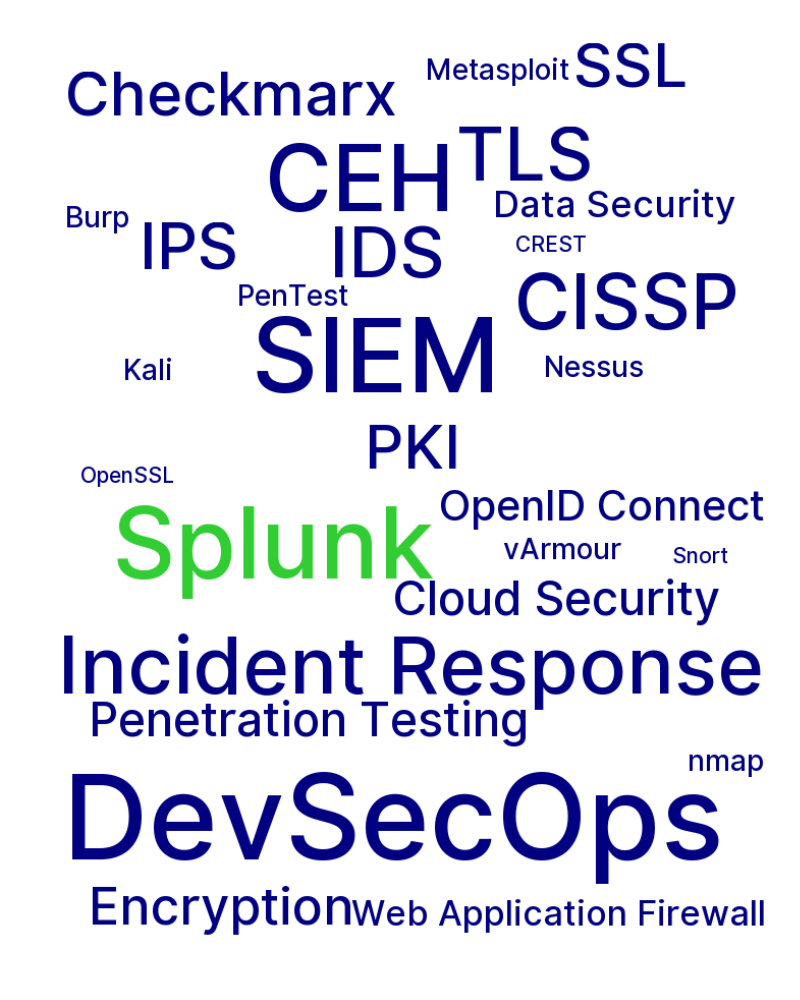 Metasploit SSL
Checkmarx
TLS
CEH
Data Security
Burp
IPS
IDS
CREST
PenTest
CISSP
SIEM
Kali
Nessus
PKI
OpenSSL
OpenID Connect
Splunk
vArmour
Snort
Cloud Security
Incident Response
Penetration Testing
nmap
DevSecOps
Encryption
Web Application Firewall